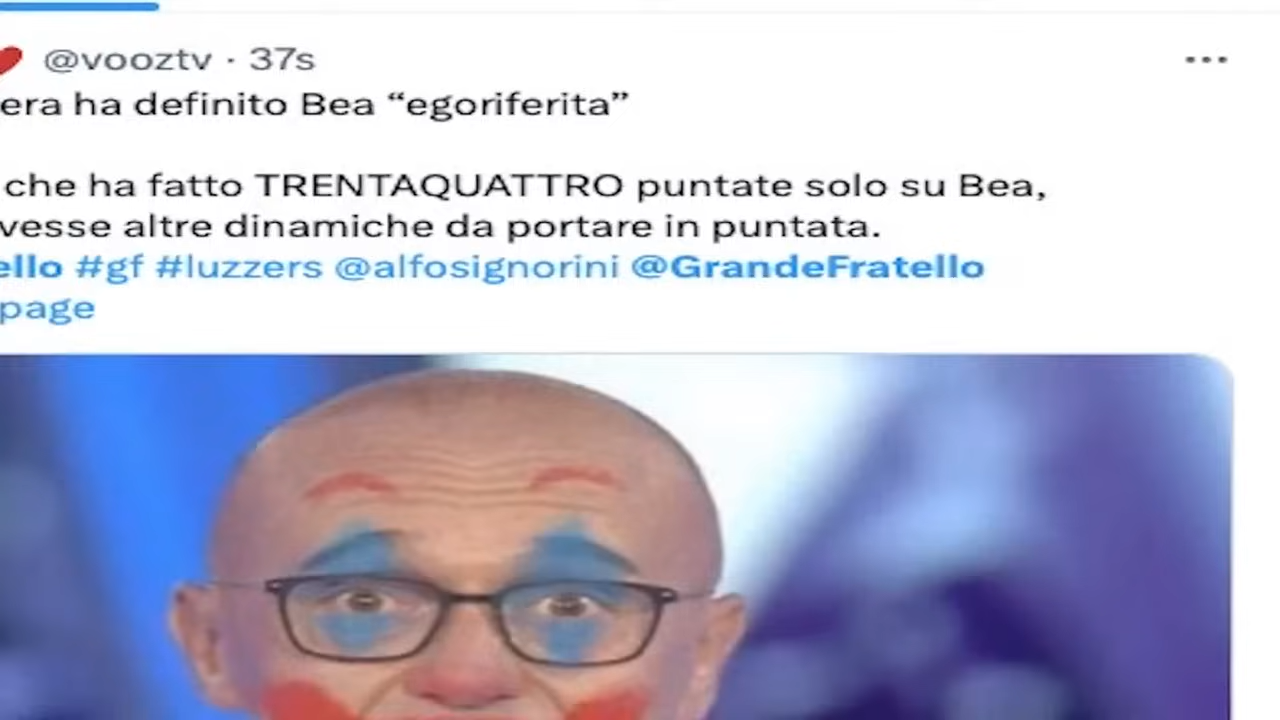 @vooztv · 37s
era ha definito Bea “egoriferita”
che ha fatto TRENTAQUATTRO puntate solo su Bea,
vesse altre dinamiche da portare in puntata.
ello #gf #luzzers @alfosignorini @GrandeFratello
page